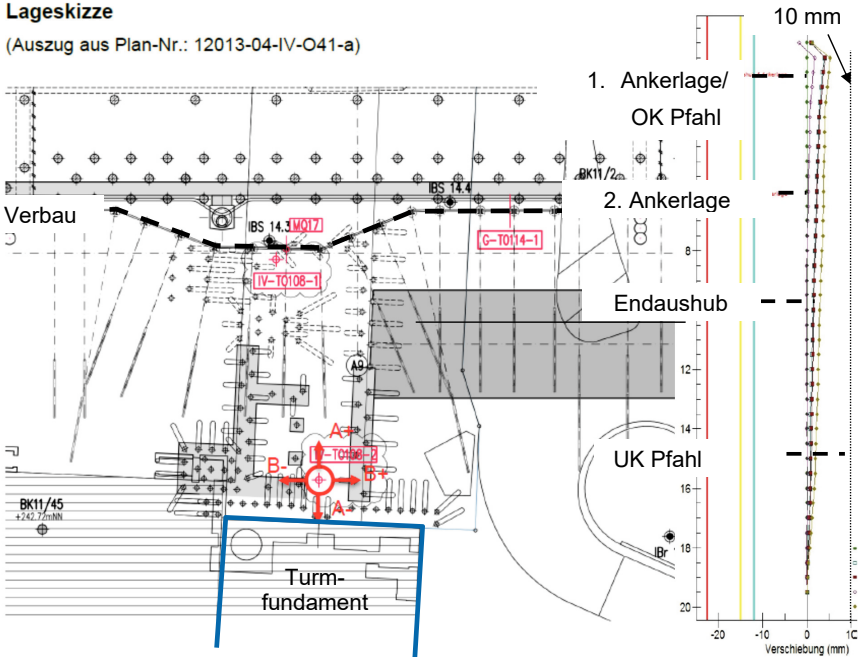 Lageskizze
(Auszug aus Plan-Nr.: 12013-04-IV-O41-a)
BK11/2
IBS 14.4
Verbau
IBS 14.3
MQ17
G-T0114-1
IV-T0108-1
A9
A+
B-
B+
A-
BK11/45
+242.72mNN
IBr
Turm-
fundament
10 mm
1. Ankerlage/
OK Pfahl
2. Ankerlage
8
Endaushub
12
14
UK Pfahl
16
18
20
-20
-10
0
10
Verschiebung (mm)